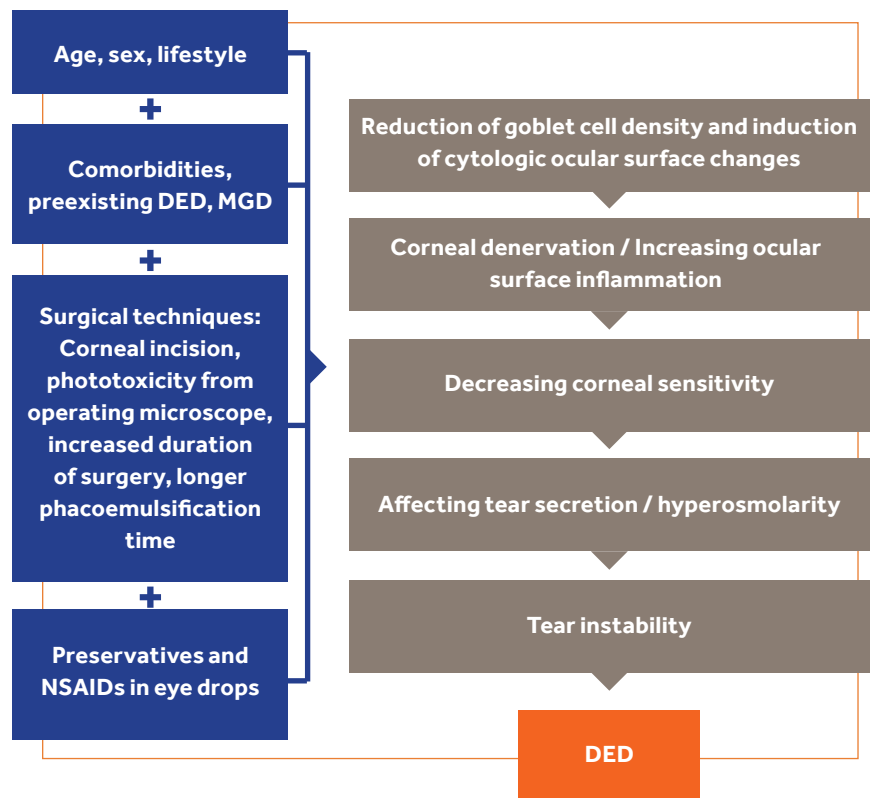 Age, sex, lifestyle
+
Comorbidities,
preexisting DED, MGD
+
Surgical techniques:
Corneal incision,
phototoxicity from
operating microscope,
increased duration
of surgery, longer
phacoemulsification
time
+
Preservatives and
NSAIDs in eye drops
Reduction of goblet cell density and induction
of cytologic ocular surface changes
Corneal denervation / Increasing ocular
surface inflammation
Decreasing corneal sensitivity
Affecting tear secretion / hyperosmolarity
Tear instability
DED